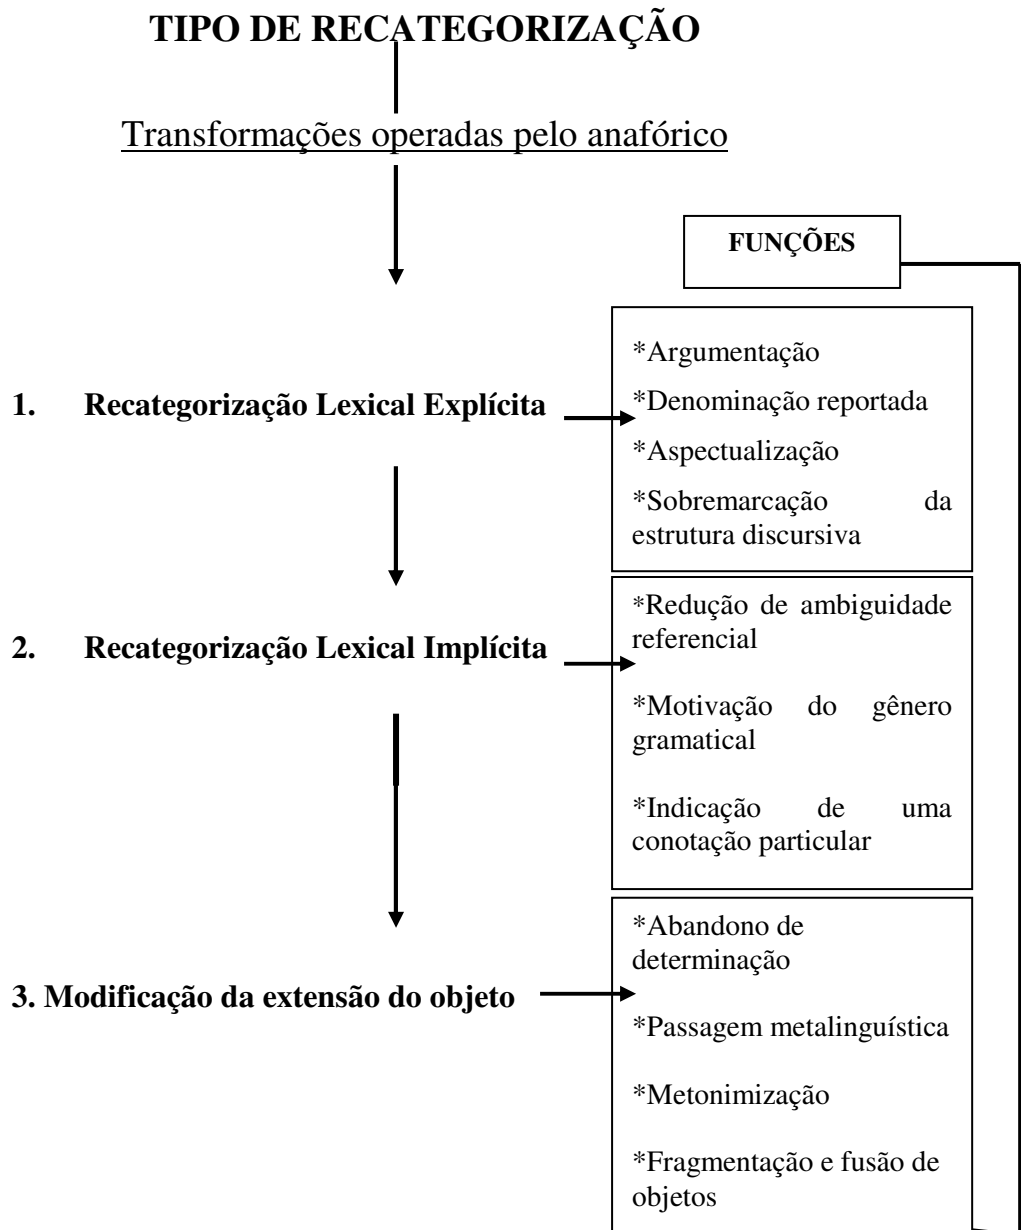 TIPO DE RECATEGORIZAÇÃO
Transformações operadas pelo anafórico
FUNÇÕES
1. Recategorização Lexical Explícita
*Argumentação
*Denominação reportada
*Aspectualização
*Sobremarcação da
estrutura discursiva
2. Recategorização Lexical Implícita
*Redução de ambiguidade
referencial
*Motivação do gênero
gramatical
*Indicação de uma
conotação particular
3. Modificação da extensão do objeto
*Abandono de
determinação
*Passagem metalinguística
*Metonimização
*Fragmentação e fusão de
objetos